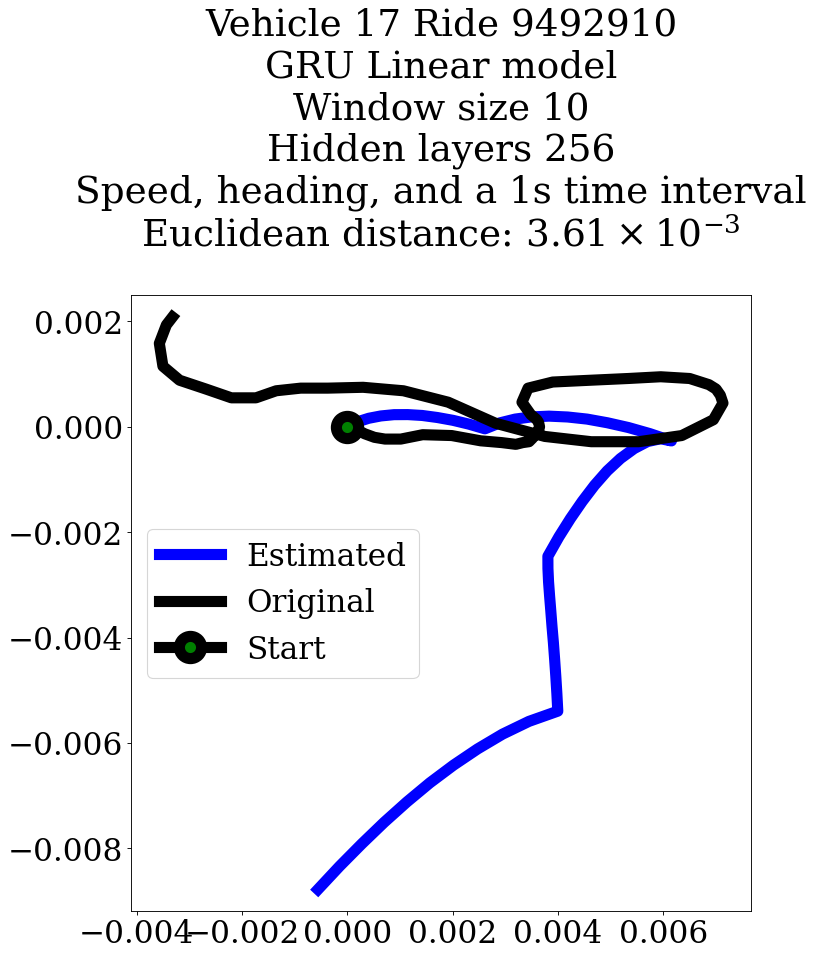 Vehicle 17 Ride 9492910
GRU Linear model
Window size 10
Hidden layers 256
Speed, heading, and a 1s time interval
Euclidean distance: 3.61 × 10⁻³
0.002
0.000
−0.002
−0.004
−0.006
−0.008
Estimated
Original
Start
−0.004 −0.002 0.000 0.002 0.004 0.006